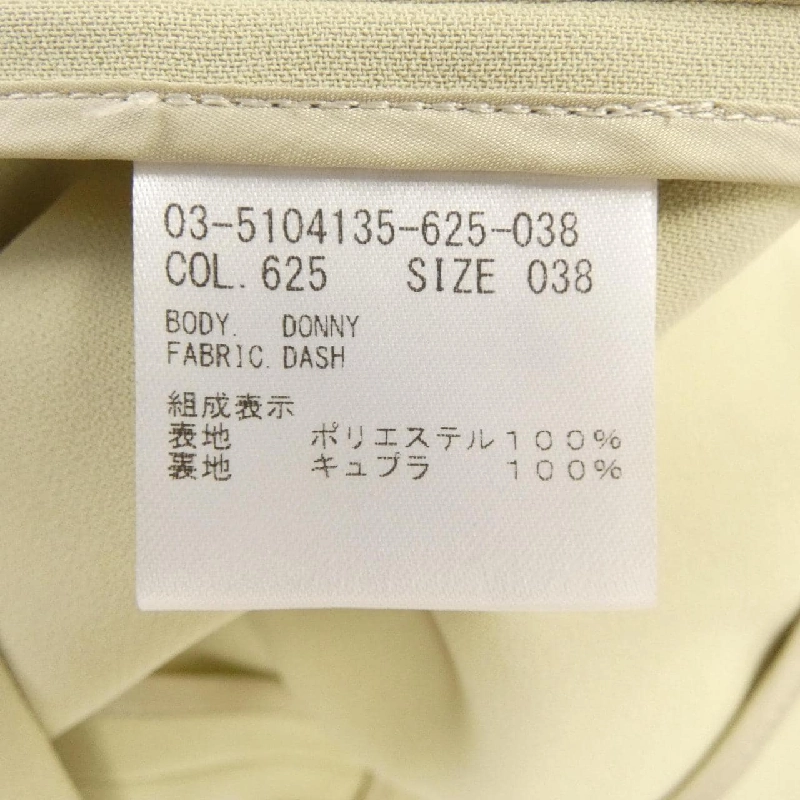 03-5104135-625-038
COL. 625 SIZE 038
BODY. DONNY
FABRIC. DASH
組成表示
表地 ポリエステル100%
裏地 キュプラ 100%